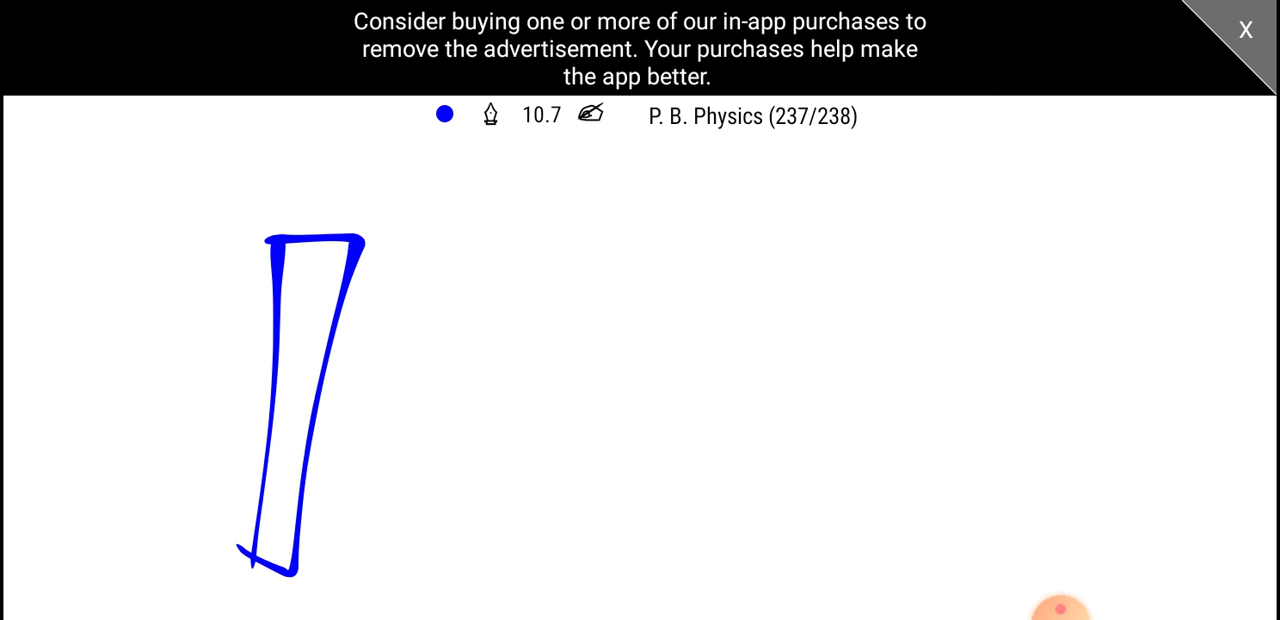 Consider buying one or more of our in-app purchases to
remove the advertisement. Your purchases help make
the app better.
X
10.7 P. B. Physics (237/238)